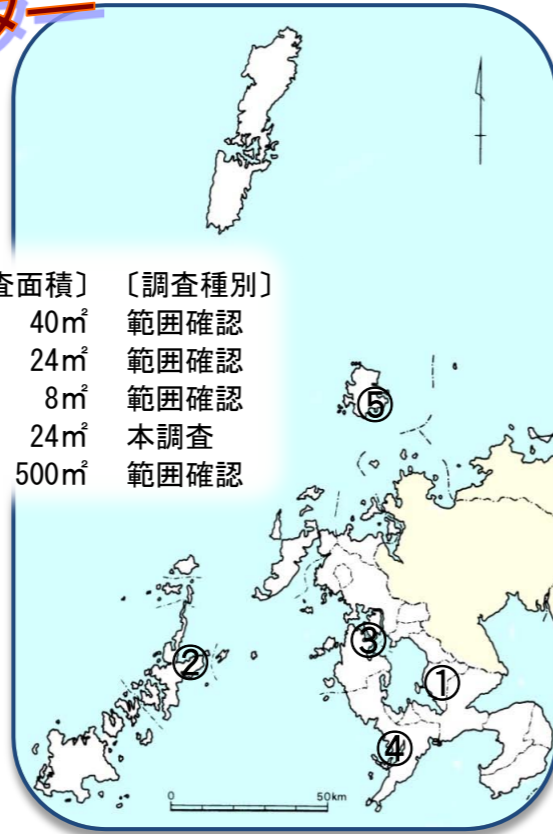 査面積〕 〔調査種別〕
40㎡ 範囲確認
24㎡ 範囲確認
8㎡ 範囲確認
24㎡ 本調査
500㎡ 範囲確認
⑤
③
②
①
④
0 50km